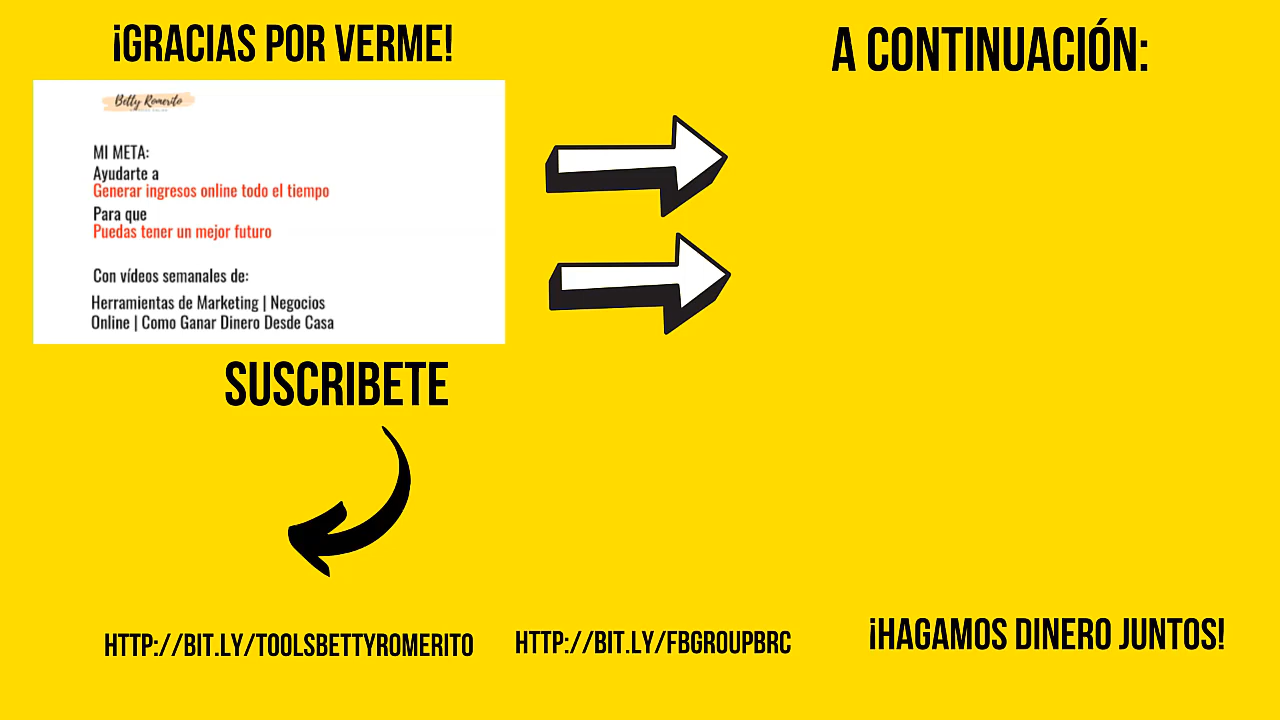 ¡GRACIAS POR VERME!
A CONTINUACIÓN:
Betty Romerito
MI META:
Ayudarte a
Generar ingresos online todo el tiempo
Para que
Puedas tener un mejor futuro
Con vídeos semanales de:
Herramientas de Marketing | Negocios
Online | Como Ganar Dinero Desde Casa
SUSCRIBETE
HTTP://BIT.LY/TOOLSBETTYROMERITO
HTTP://BIT.LY/FBGROUPBRC
¡HAGAMOS DINERO JUNTOS!